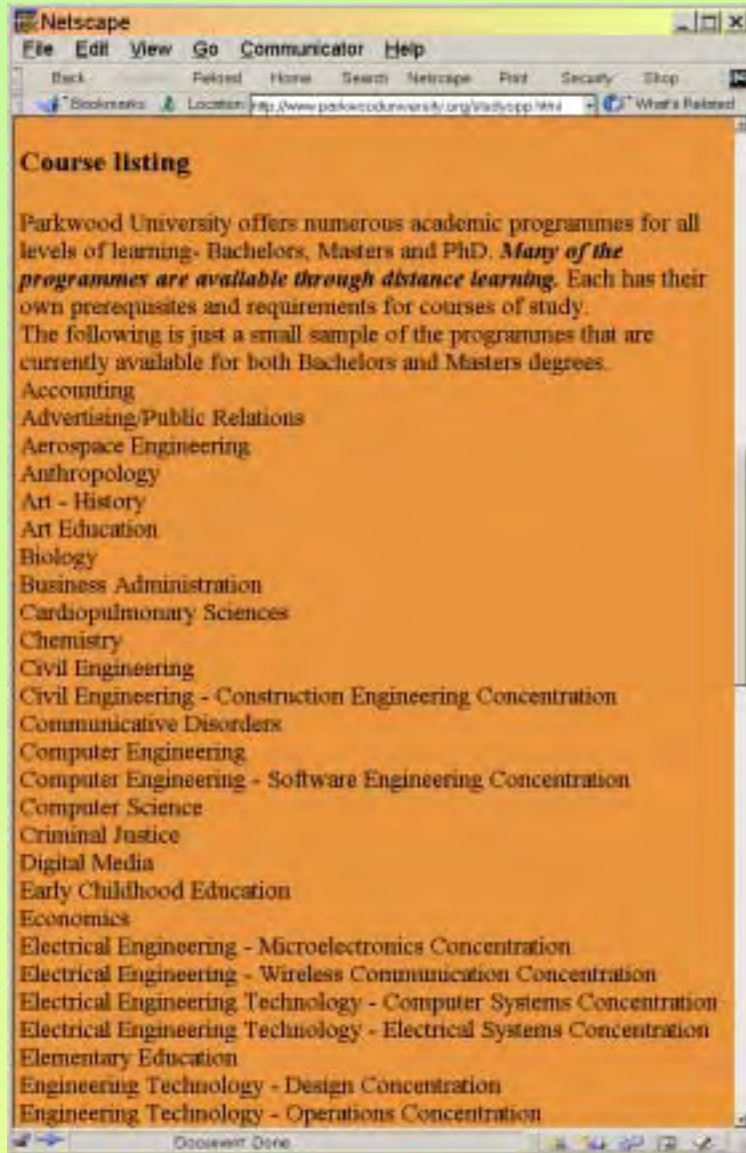 Netscape
File Edit View Go Communicator Help
Back Reload Home Search Netscape Print Security Shop
Bookmarks Location: http://www.parkwooduniversity.org/studyopp.html What's Related
Course listing
Parkwood University offers numerous academic programmes for all
levels of learning- Bachelors, Masters and PhD. Many of the
programmes are available through distance learning. Each has their
own prerequisites and requirements for courses of study.
The following is just a small sample of the programmes that are
currently available for both Bachelors and Masters degrees.
Accounting
Advertising/Public Relations
Aerospace Engineering
Anthropology
Art - History
Art Education
Biology
Business Administration
Cardiopulmonary Sciences
Chemistry
Civil Engineering
Civil Engineering - Construction Engineering Concentration
Communicative Disorders
Computer Engineering
Computer Engineering - Software Engineering Concentration
Computer Science
Criminal Justice
Digital Media
Early Childhood Education
Economics
Electrical Engineering - Microelectronics Concentration
Electrical Engineering - Wireless Communication Concentration
Electrical Engineering Technology - Computer Systems Concentration
Electrical Engineering Technology - Electrical Systems Concentration
Elementary Education
Engineering Technology - Design Concentration
Engineering Technology - Operations Concentration
Document: Done